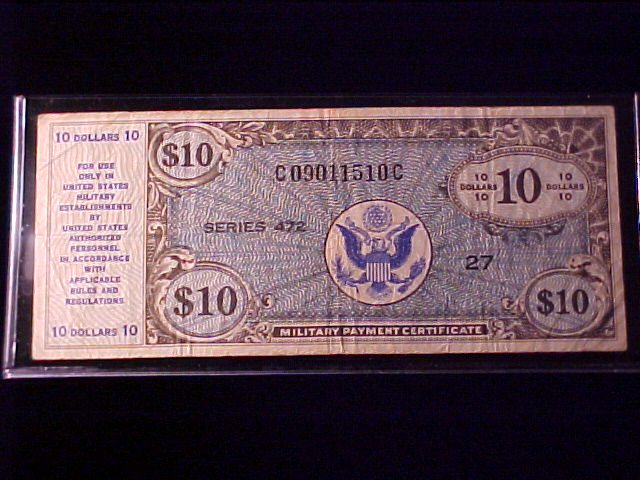 10 DOLLARS 10
FOR USE
ONLY IN
UNITED STATES
MILITARY
ESTABLISHMENTS
BY
UNITED STATES
AUTHORIZED
PERSONNEL
IN ACCORDANCE
WITH
APPLICABLE
RULES AND
REGULATIONS
10 DOLLARS 10
$10
C09011510C
10 10
DOLLARS 10 DOLLARS
10 10
SERIES 472
27
$10
$10
MILITARY PAYMENT CERTIFICATE